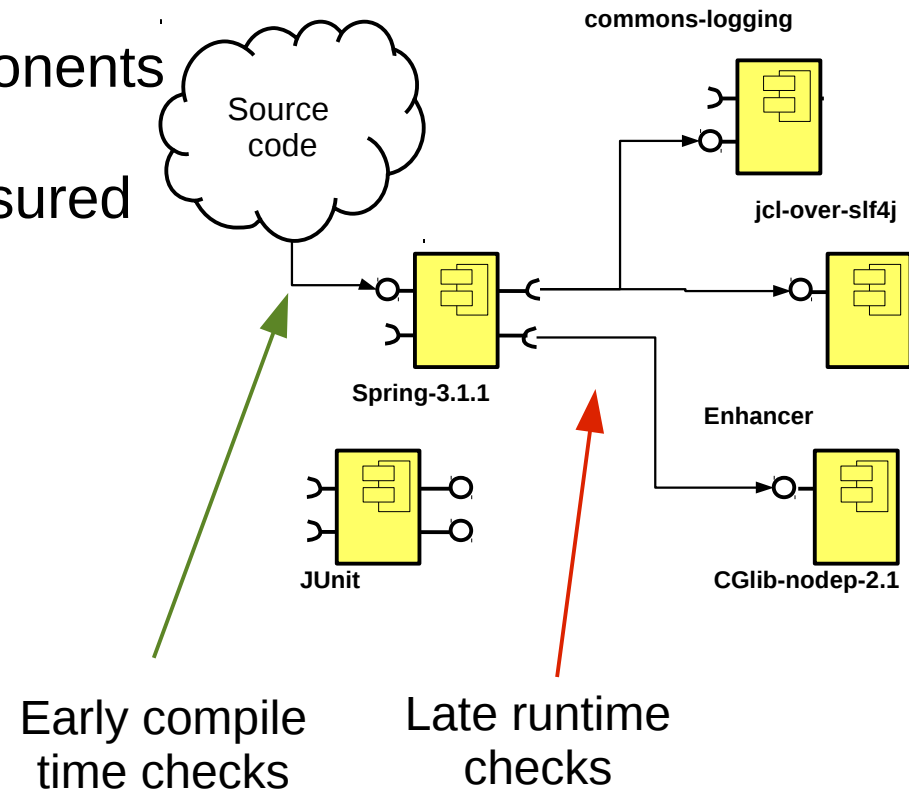 commons-logging
onents
Source
code
sured
jcl-over-slf4j
Spring-3.1.1
Enhancer
JUnit
CGlib-nodep-2.1
Early compile
time checks
Late runtime
checks